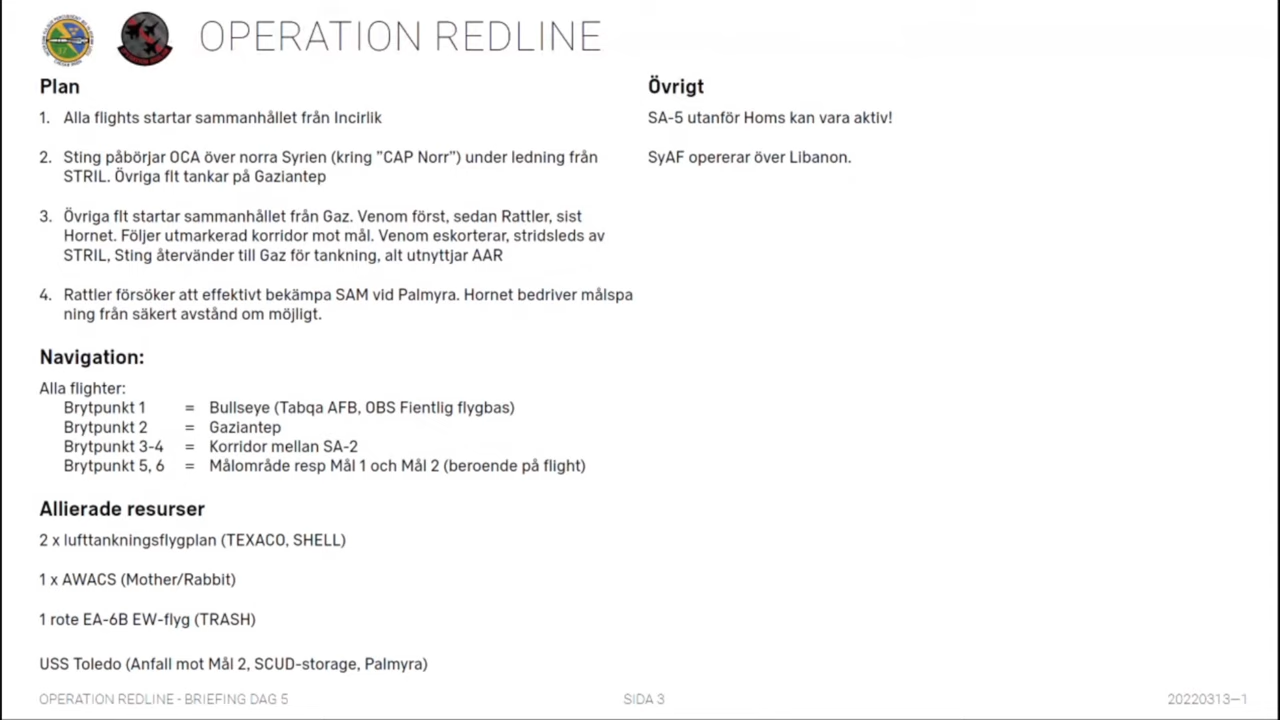 OPERATION REDLINE
Plan
1. Alla flights startar sammanhållet från Incirlik
2. Sting påbörjar OCA över norra Syrien (kring ”CAP Norr”) under ledning från
STRIL. Övriga flt tankar på Gaziantep
3. Övriga flt startar sammanhållet från Gaz. Venom först, sedan Rattler, sist
Hornet. Följer utmarkerad korridor mot mål. Venom eskorterar, stridsleds av
STRIL, Sting återvänder till Gaz för tankning, alt utnyttjar AAR
4. Rattler försöker att effektivt bekämpa SAM vid Palmyra. Hornet bedriver målspa
ning från säkert avstånd om möjligt.
Navigation:
Alla flighter:
Brytpunkt 1 = Bullseye (Tabqa AFB, OBS Fientlig flygbas)
Brytpunkt 2 = Gaziantep
Brytpunkt 3-4 = Korridor mellan SA-2
Brytpunkt 5, 6 = Målområde resp Mål 1 och Mål 2 (beroende på flight)
Allierade resurser
2 x lufttankningsflygplan (TEXACO, SHELL)
1 x AWACS (Mother/Rabbit)
1 rote EA-6B EW-flyg (TRASH)
USS Toledo (Anfall mot Mål 2, SCUD-storage, Palmyra)
Övrigt
SA-5 utanför Homs kan vara aktiv!
SyAF opererar över Libanon.
OPERATION REDLINE - BRIEFING DAG 5
SIDA 3
20220313—1